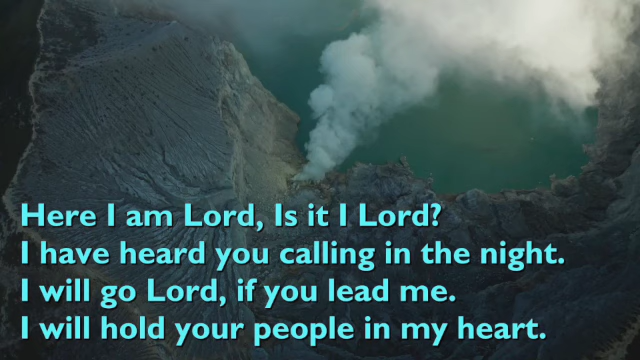 Here I am Lord, Is it I Lord?
I have heard you calling in the night.
I will go Lord, if you lead me.
I will hold your people in my heart.